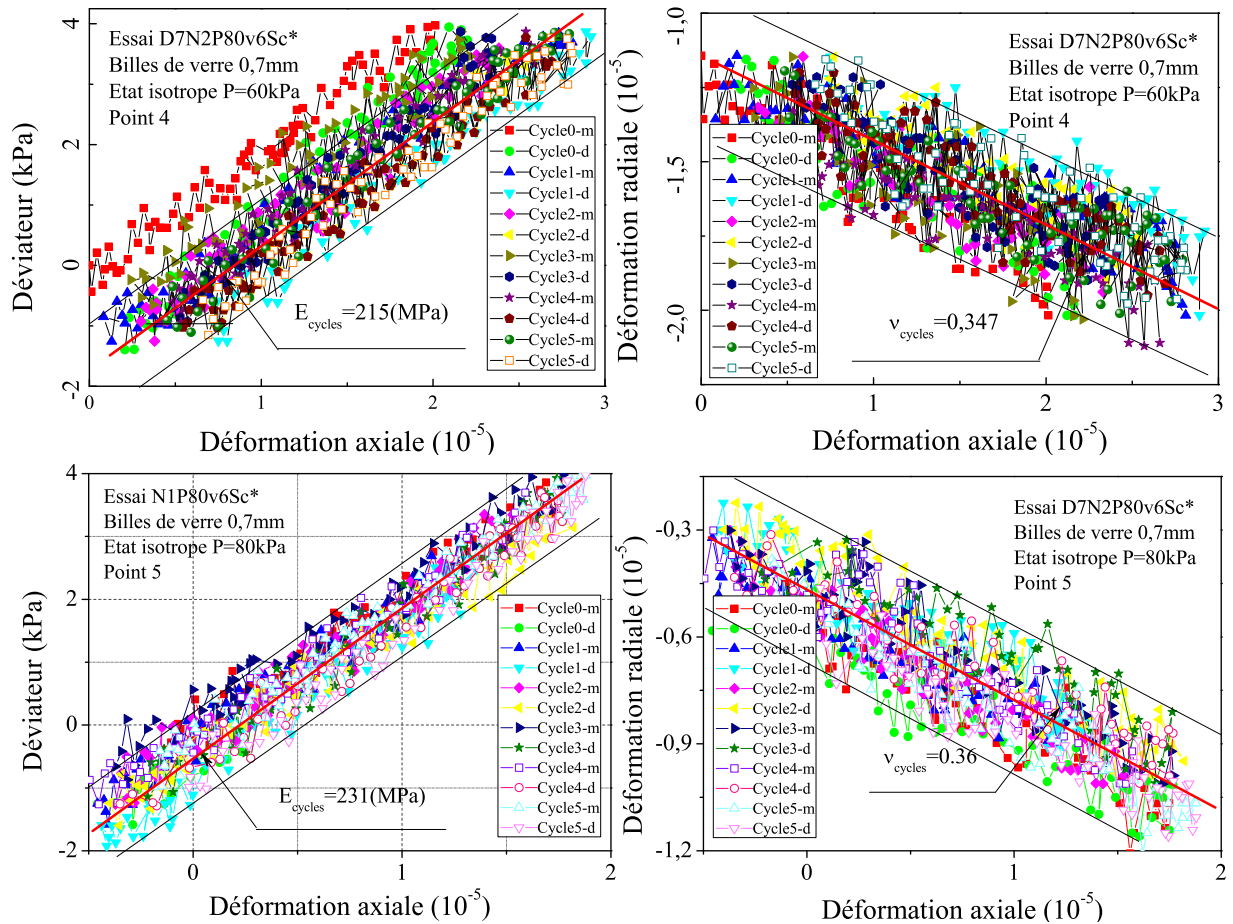 Essai D7N2P80v6Sc*
Billes de verre 0,7mm
Etat isotrope P=60kPa
Point 4
Déviateur (kPa)
4
2
0
-2
0
1
2
3
Déformation axiale (10-5)
E cycles=215(MPa)
Cycle0-m
Cycle0-d
Cycle1-m
Cycle1-d
Cycle2-m
Cycle2-d
Cycle3-m
Cycle3-d
Cycle4-m
Cycle4-d
Cycle5-m
Cycle5-d
Essai D7N2P80v6Sc*
Billes de verre 0,7mm
Etat isotrope P=60kPa
Point 4
Déformation radiale (10-5)
-1,0
-1,5
-2,0
0
1
2
3
Déformation axiale (10-5)
ν cycles=0,347
Cycle0-m
Cycle0-d
Cycle1-m
Cycle1-d
Cycle2-m
Cycle2-d
Cycle3-m
Cycle3-d
Cycle4-m
Cycle4-d
Cycle5-m
Cycle5-d
Essai N1P80v6Sc*
Billes de verre 0,7mm
Etat isotrope P=80kPa
Point 5
Déviateur (kPa)
4
2
0
-2
0
1
2
Déformation axiale (10-5)
E cycles=231(MPa)
Cycle0-m
Cycle0-d
Cycle1-m
Cycle1-d
Cycle2-m
Cycle2-d
Cycle3-m
Cycle3-d
Cycle4-m
Cycle4-d
Cycle5-m
Cycle5-d
Essai D7N2P80v6Sc*
Billes de verre 0,7mm
Etat isotrope P=80kPa
Point 5
Déformation radiale (10-5)
-0,3
-0,6
-0,9
-1,2
0
1
2
Déformation axiale (10-5)
ν cycles=0.36
Cycle0-m
Cycle0-d
Cycle1-m
Cycle1-d
Cycle2-m
Cycle2-d
Cycle3-m
Cycle3-d
Cycle4-m
Cycle4-d
Cycle5-m
Cycle5-d